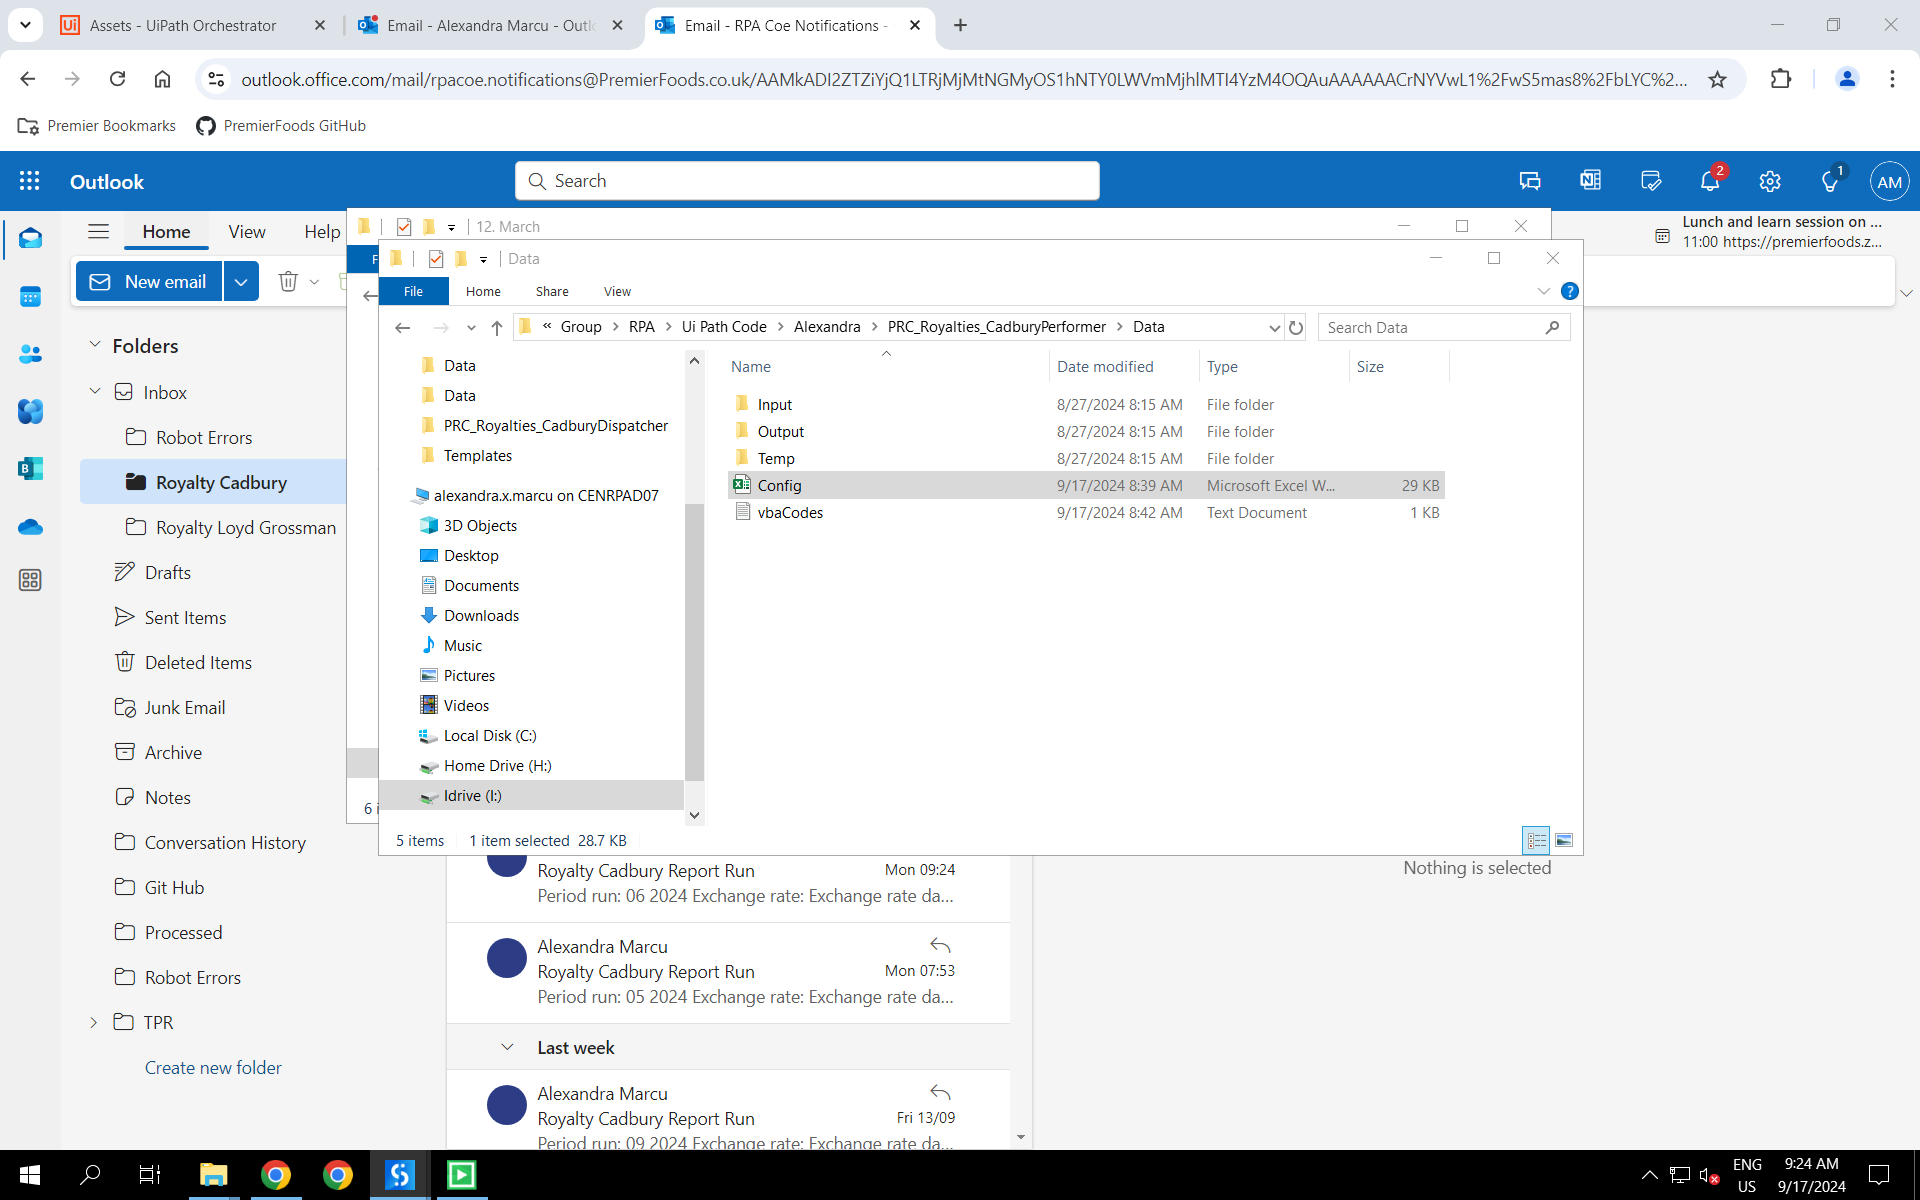 Assets - UiPath Orchestrator
Email - Alexandra Marcu - Outl
Email - RPA Coe Notifications -
outlook.office.com/mail/rpacoe.notifications@PremierFoods.co.uk/AAMkADI2ZTZiYjQ1LTRjMjMtNGMyOS1hNTY0LWVmMjhlMTI4YzM4OQAuAAAAAACrNYVwL1%2FwS5mas8%2FbLYC%2...
Premier Bookmarks
PremierFoods GitHub
Outlook
Search
2
1
AM
Home
View
Help
Lunch and learn session on ...
11:00 https://premierfoods.z...
New email
12. March
F
Data
File
Home
Share
View
« Group > RPA > Ui Path Code > Alexandra > PRC_Royalties_CadburyPerformer > Data
Search Data
Name
Date modified
Type
Size
Data
Data
PRC_Royalties_CadburyDispatcher
Templates
alexandra.x.marcu on CENRPAD07
3D Objects
Desktop
Documents
Downloads
Music
Pictures
Videos
Local Disk (C:)
Home Drive (H:)
Idrive (I:)
Input 8/27/2024 8:15 AM File folder
Output 8/27/2024 8:15 AM File folder
Temp 8/27/2024 8:15 AM File folder
Config 9/17/2024 8:39 AM Microsoft Excel W... 29 KB
vbaCodes 9/17/2024 8:42 AM Text Document 1 KB
6 i
5 items
1 item selected 28.7 KB
Folders
Inbox
Robot Errors
Royalty Cadbury
Royalty Loyd Grossman
Drafts
Sent Items
Deleted Items
Junk Email
Archive
Notes
Conversation History
Git Hub
Processed
Robot Errors
TPR
Create new folder
Royalty Cadbury Report Run Mon 09:24
Period run: 06 2024 Exchange rate: Exchange rate da...
Alexandra Marcu
Royalty Cadbury Report Run Mon 07:53
Period run: 05 2024 Exchange rate: Exchange rate da...
Last week
Alexandra Marcu
Royalty Cadbury Report Run Fri 13/09
Period run: 09 2024 Exchange rate: Exchange rate da...
Nothing is selected
ENG
US
9:24 AM
9/17/2024